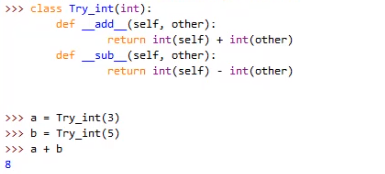 >>> class Try_int(int):
        def __add__(self, other):
                return int(self) + int(other)
        def __sub__(self, other):
                return int(self) - int(other)
>>> a = Try_int(3)
>>> b = Try_int(5)
>>> a + b
8